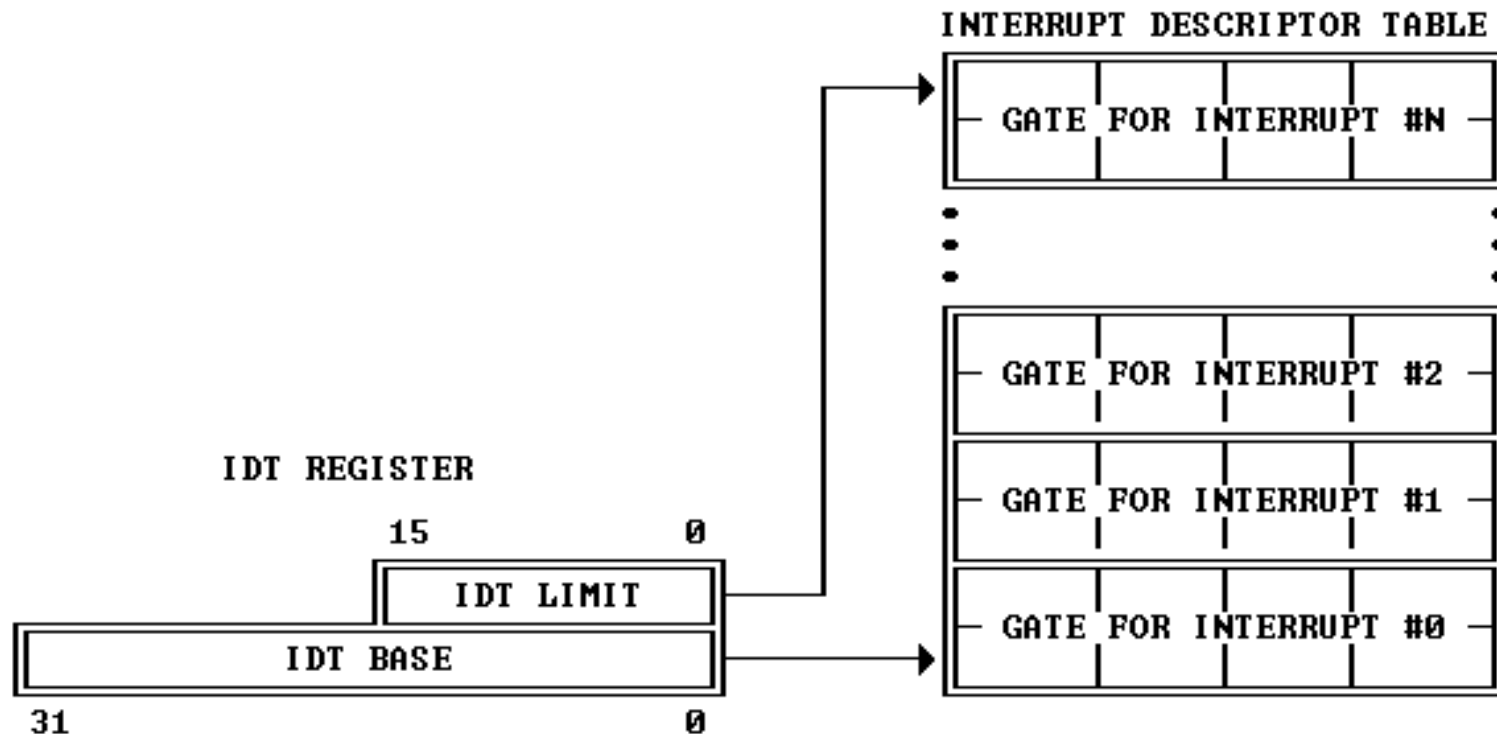 INTERRUPT DESCRIPTOR TABLE
GATE FOR INTERRUPT #N
GATE FOR INTERRUPT #2
IDT REGISTER
GATE FOR INTERRUPT #1
15 0
IDT LIMIT
GATE FOR INTERRUPT #0
IDT BASE
31 0